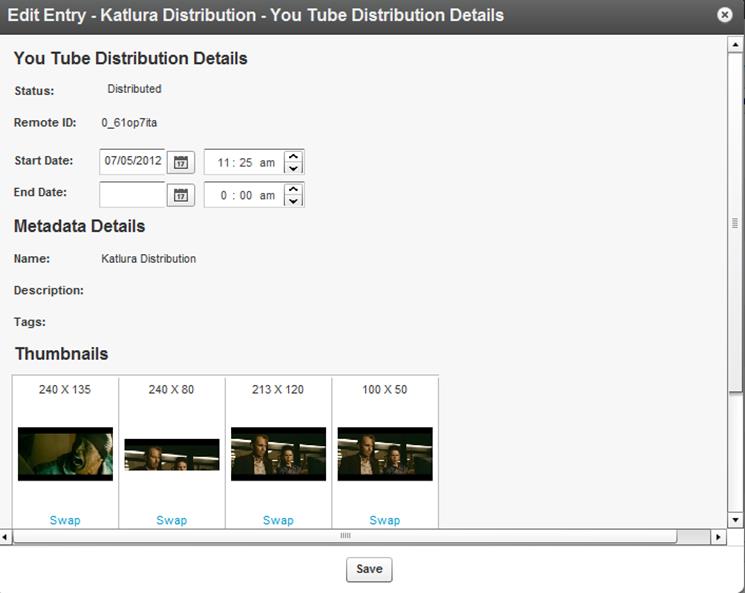 Edit Entry - Katlura Distribution - You Tube Distribution Details
You Tube Distribution Details
Status: Distributed
Remote ID: 0_61op7ita
Start Date: 07/05/2012 17 11 : 25 am
End Date: 17 0 : 00 am
Metadata Details
Name: Katlura Distribution
Description:
Tags:
Thumbnails
240 X 135 240 X 80 213 X 120 100 X 50
Swap Swap Swap Swap
Save